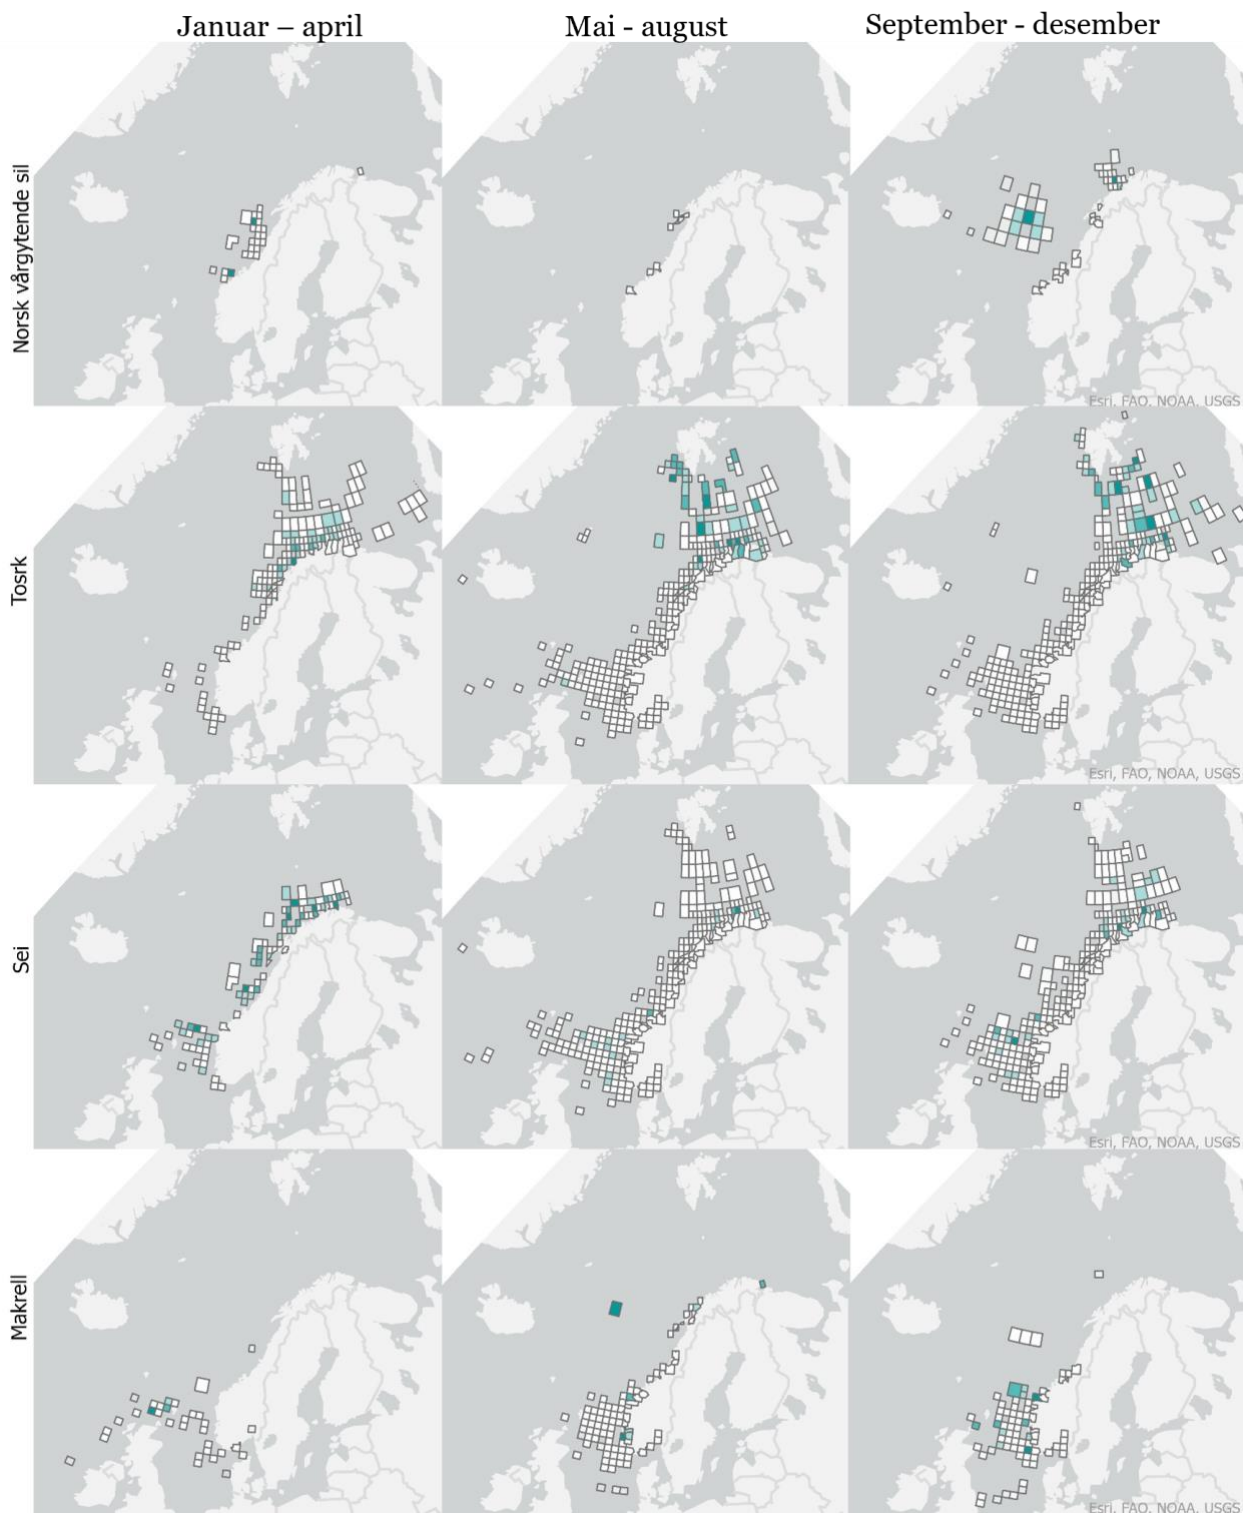 Januar – april
Mai - august
September - desember
Norsk vårgytende sil
Esri, FAO, NOAA, USGS
Tosrk
Esri, FAO, NOAA, USGS
Sei
Esri, FAO, NOAA, USGS
Makrell
Esri, FAO, NOAA, USGS